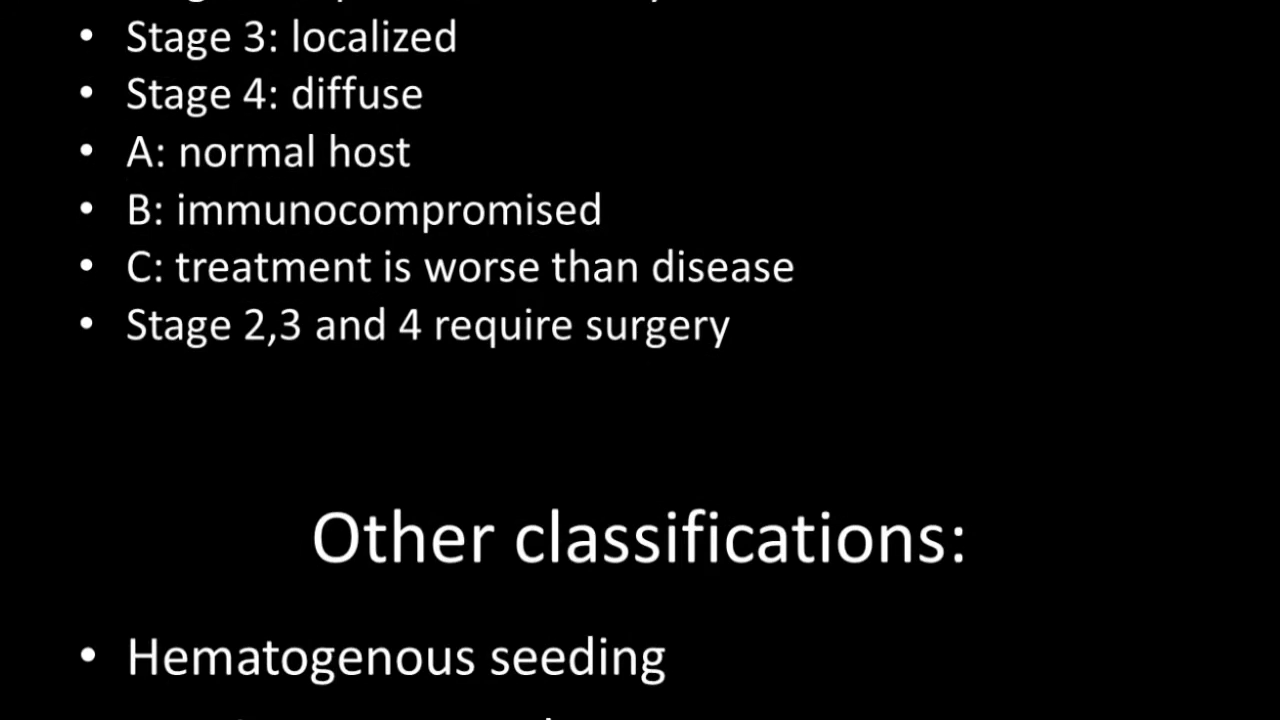 • Stage 3: localized
• Stage 4: diffuse
• A: normal host
• B: immunocompromised
• C: treatment is worse than disease
• Stage 2,3 and 4 require surgery
Other classifications:
• Hematogenous seeding